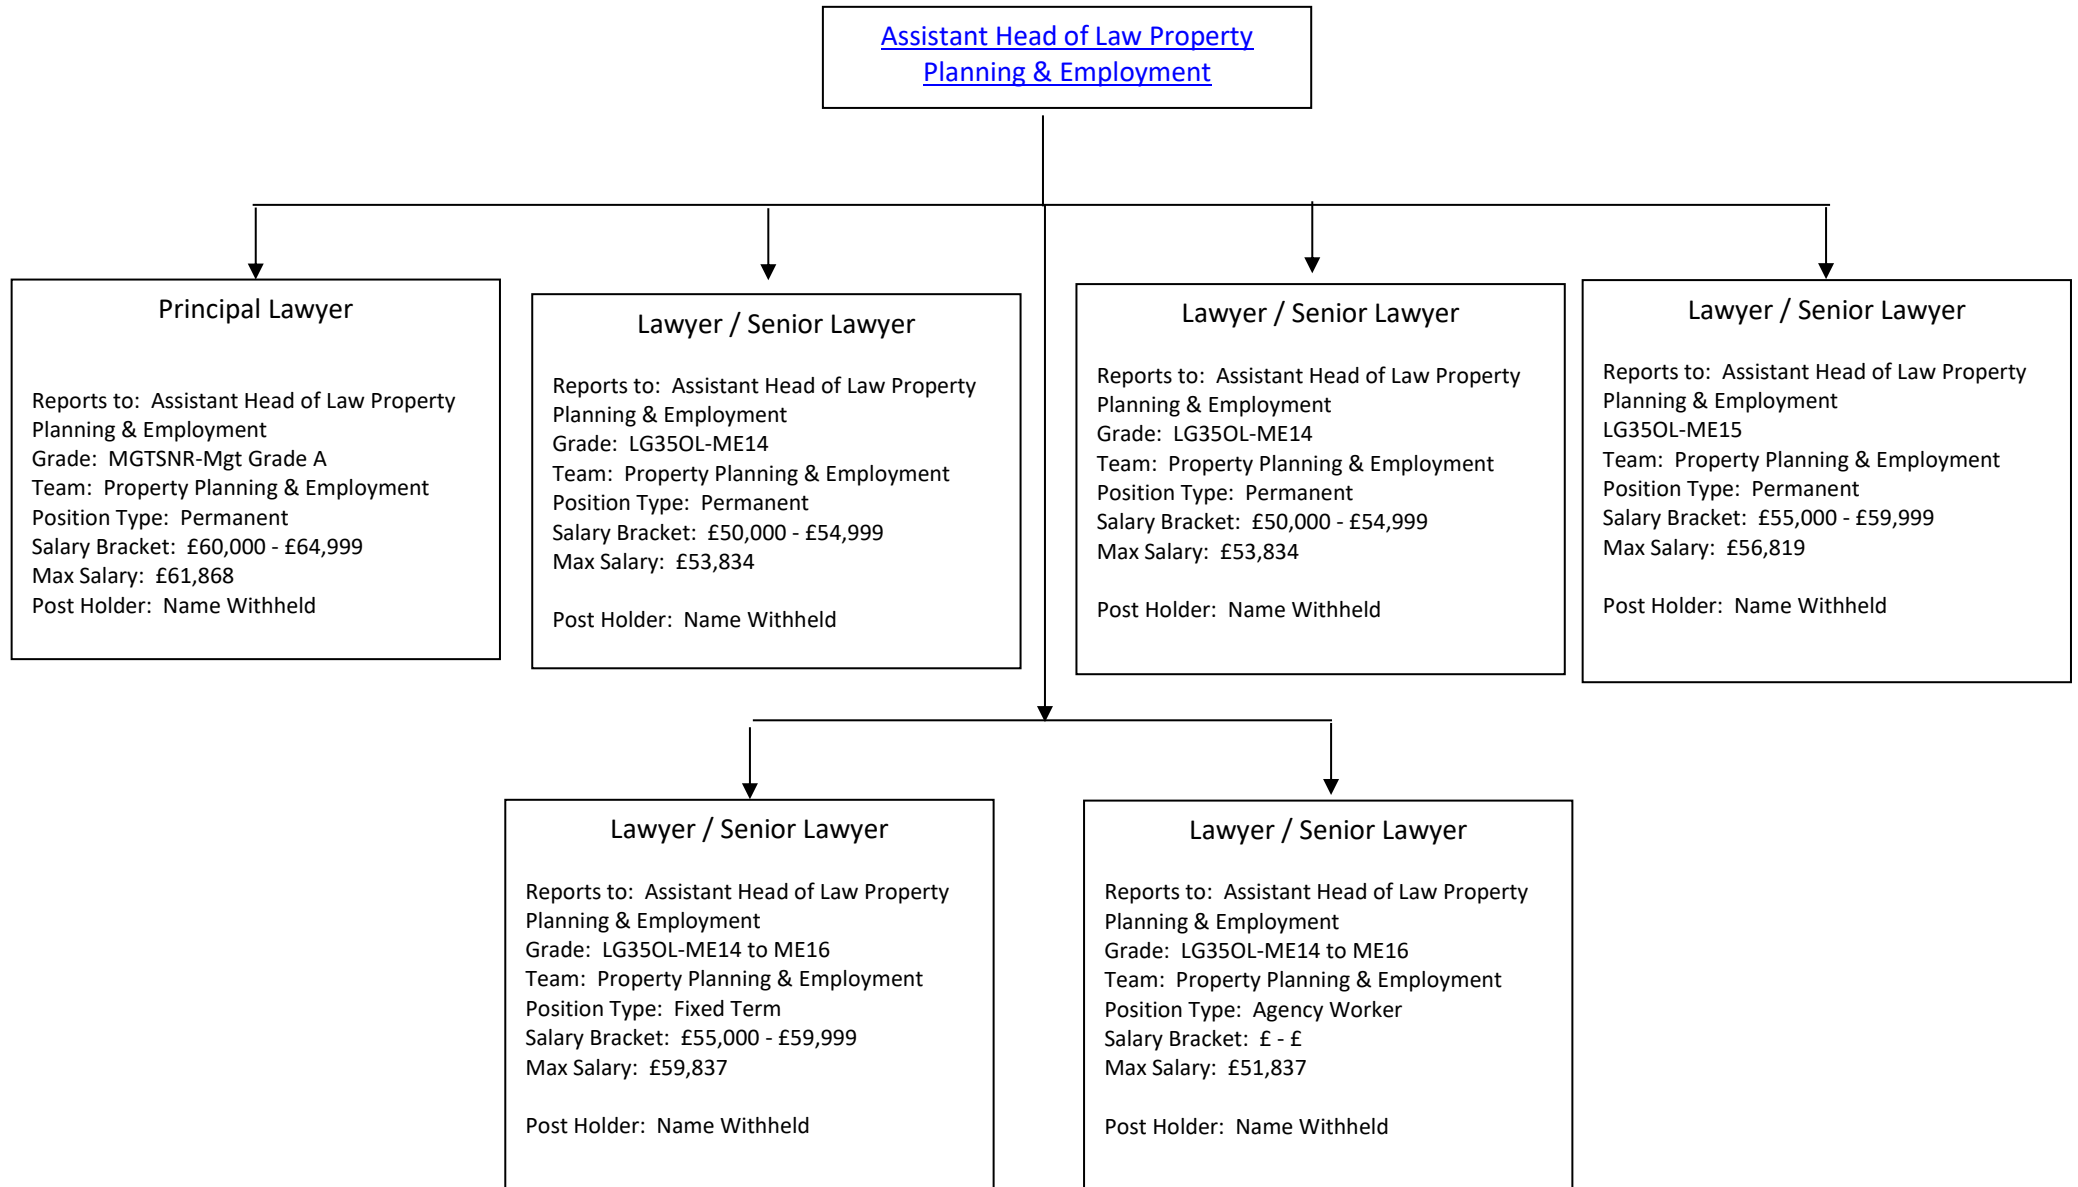 Assistant Head of Law Property
Planning & Employment
Principal Lawyer
Reports to:  Assistant Head of Law Property
Planning & Employment
Grade:  MGTSNR-Mgt Grade A
Team:  Property Planning & Employment
Position Type:  Permanent
Salary Bracket:  £60,000 - £64,999
Max Salary:  £61,868
Post Holder:  Name Withheld
Lawyer / Senior Lawyer
Reports to:  Assistant Head of Law Property
Planning & Employment
Grade:  LG35OL-ME14
Team:  Property Planning & Employment
Position Type:  Permanent
Salary Bracket:  £50,000 - £54,999
Max Salary:  £53,834
Post Holder:  Name Withheld
Lawyer / Senior Lawyer
Reports to:  Assistant Head of Law Property
Planning & Employment
Grade:  LG35OL-ME14
Team:  Property Planning & Employment
Position Type:  Permanent
Salary Bracket:  £50,000 - £54,999
Max Salary:  £53,834
Post Holder:  Name Withheld
Lawyer / Senior Lawyer
Reports to:  Assistant Head of Law Property
Planning & Employment
LG35OL-ME15
Team:  Property Planning & Employment
Position Type:  Permanent
Salary Bracket:  £55,000 - £59,999
Max Salary:  £56,819
Post Holder:  Name Withheld
Lawyer / Senior Lawyer
Reports to:  Assistant Head of Law Property
Planning & Employment
Grade:  LG35OL-ME14 to ME16
Team:  Property Planning & Employment
Position Type:  Fixed Term
Salary Bracket:  £55,000 - £59,999
Max Salary:  £59,837
Post Holder:  Name Withheld
Lawyer / Senior Lawyer
Reports to:  Assistant Head of Law Property
Planning & Employment
Grade:  LG35OL-ME14 to ME16
Team:  Property Planning & Employment
Position Type:  Agency Worker
Salary Bracket:  £ - £
Max Salary:  £51,837
Post Holder:  Name Withheld